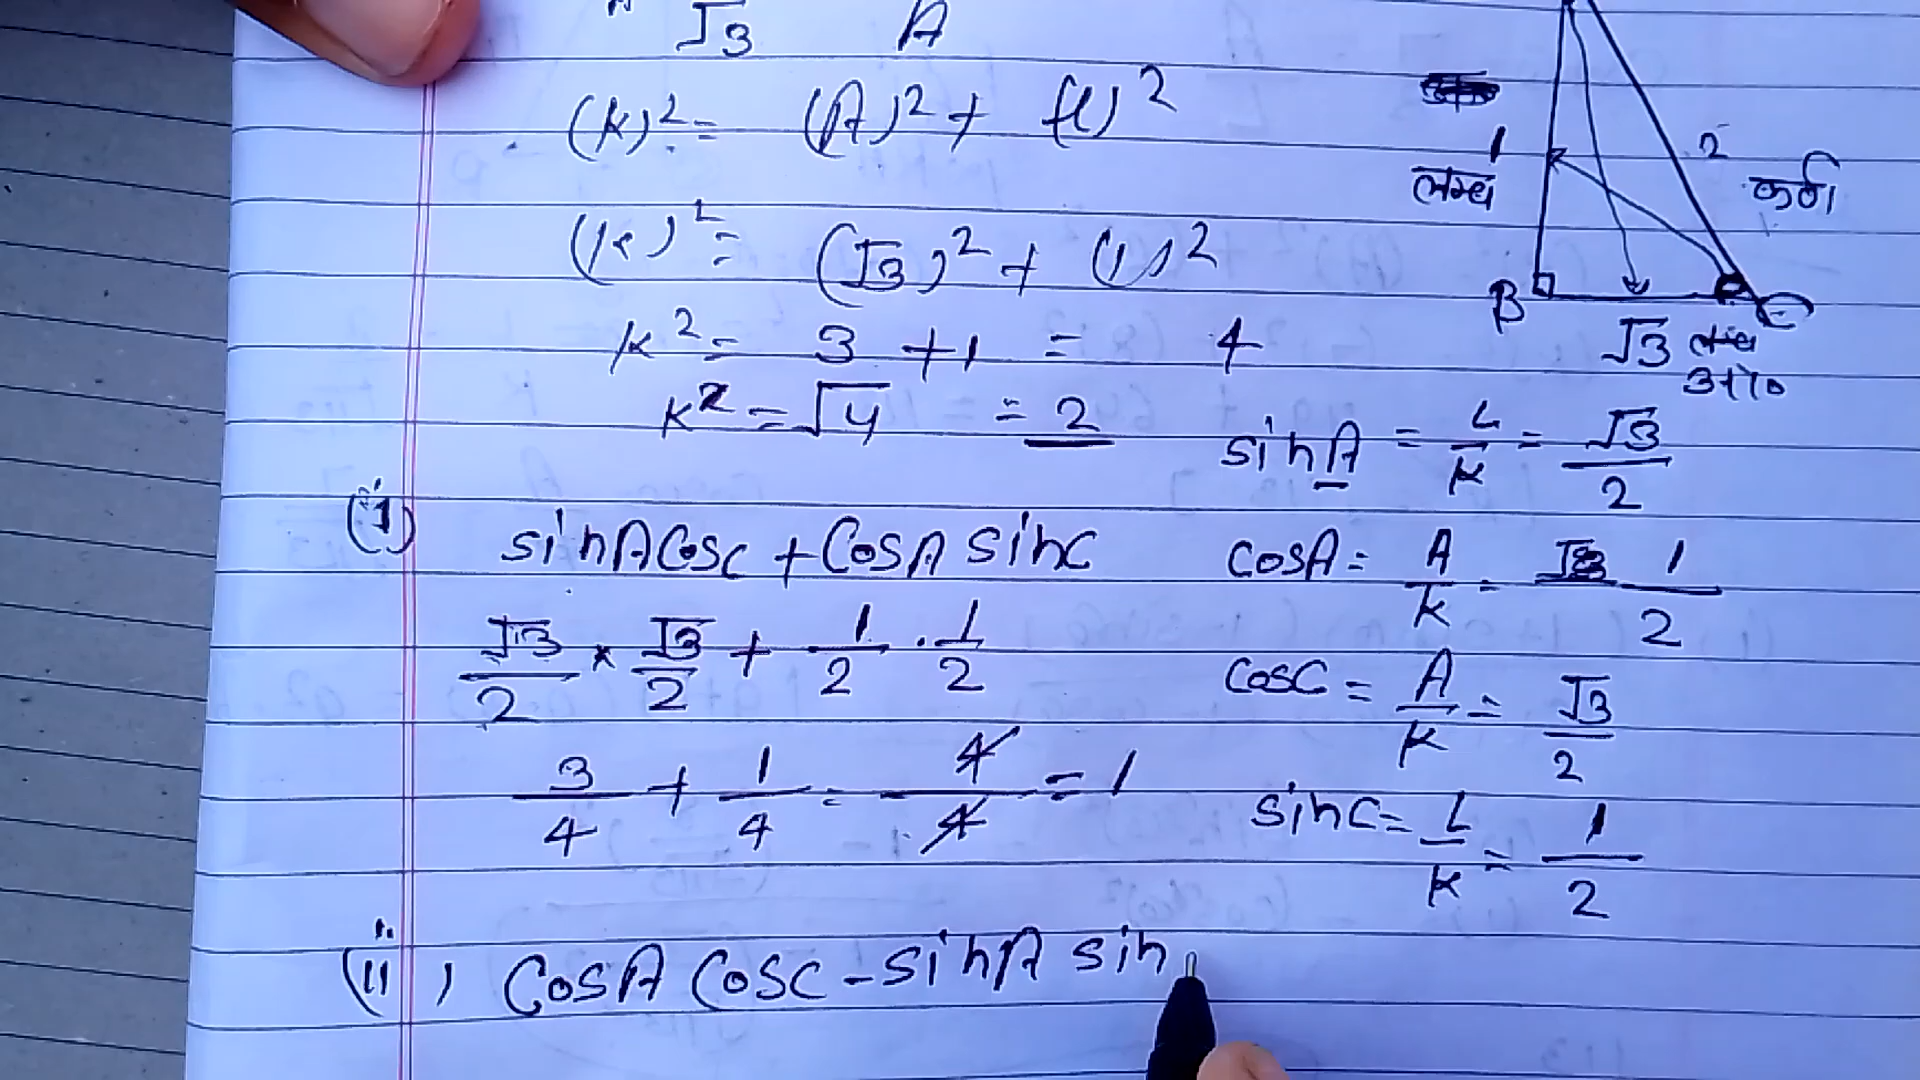 √3 A
(K)² = (A)² + (L)²
(K)² = (√3)² + (1)²
K² = 3 + 1 = 4
K² = √4 = 2
1
लम्ब
2
कर्ण
B
C
√3 लम्ब
आ०
sinA = L/K = √3/2
(i) sinA cosC + CosA sinC
√3/2 × √3/2 + 1/2 . 1/2
3/4 + 1/4 = 4/4 = 1
cosA = A/K = 1/2
cosC = A/K = √3/2
sinC = L/K = 1/2
(ii) CosA CosC - sinA sin